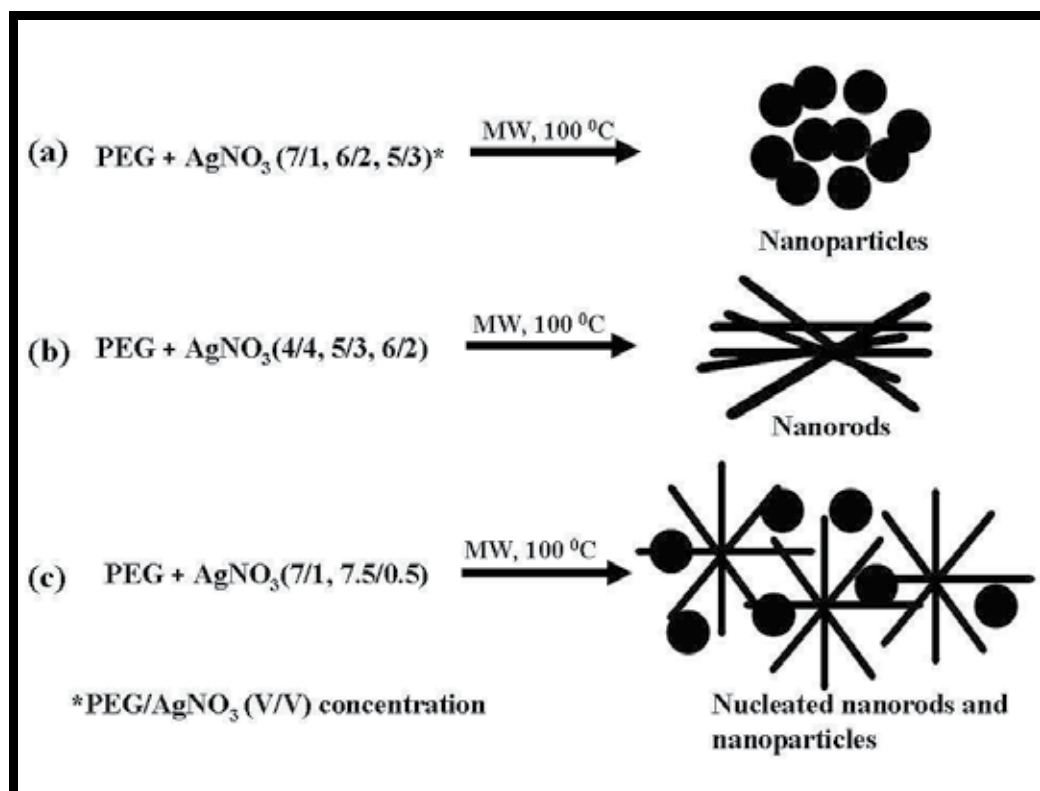 (a) PEG + AgNO₃ (7/1, 6/2, 5/3)* MW, 100 ⁰C
Nanoparticles
(b) PEG + AgNO₃(4/4, 5/3, 6/2) MW, 100 ⁰C
Nanorods
(c) PEG + AgNO₃(7/1, 7.5/0.5) MW, 100 ⁰C
*PEG/AgNO₃ (V/V) concentration
Nucleated nanorods and
nanoparticles